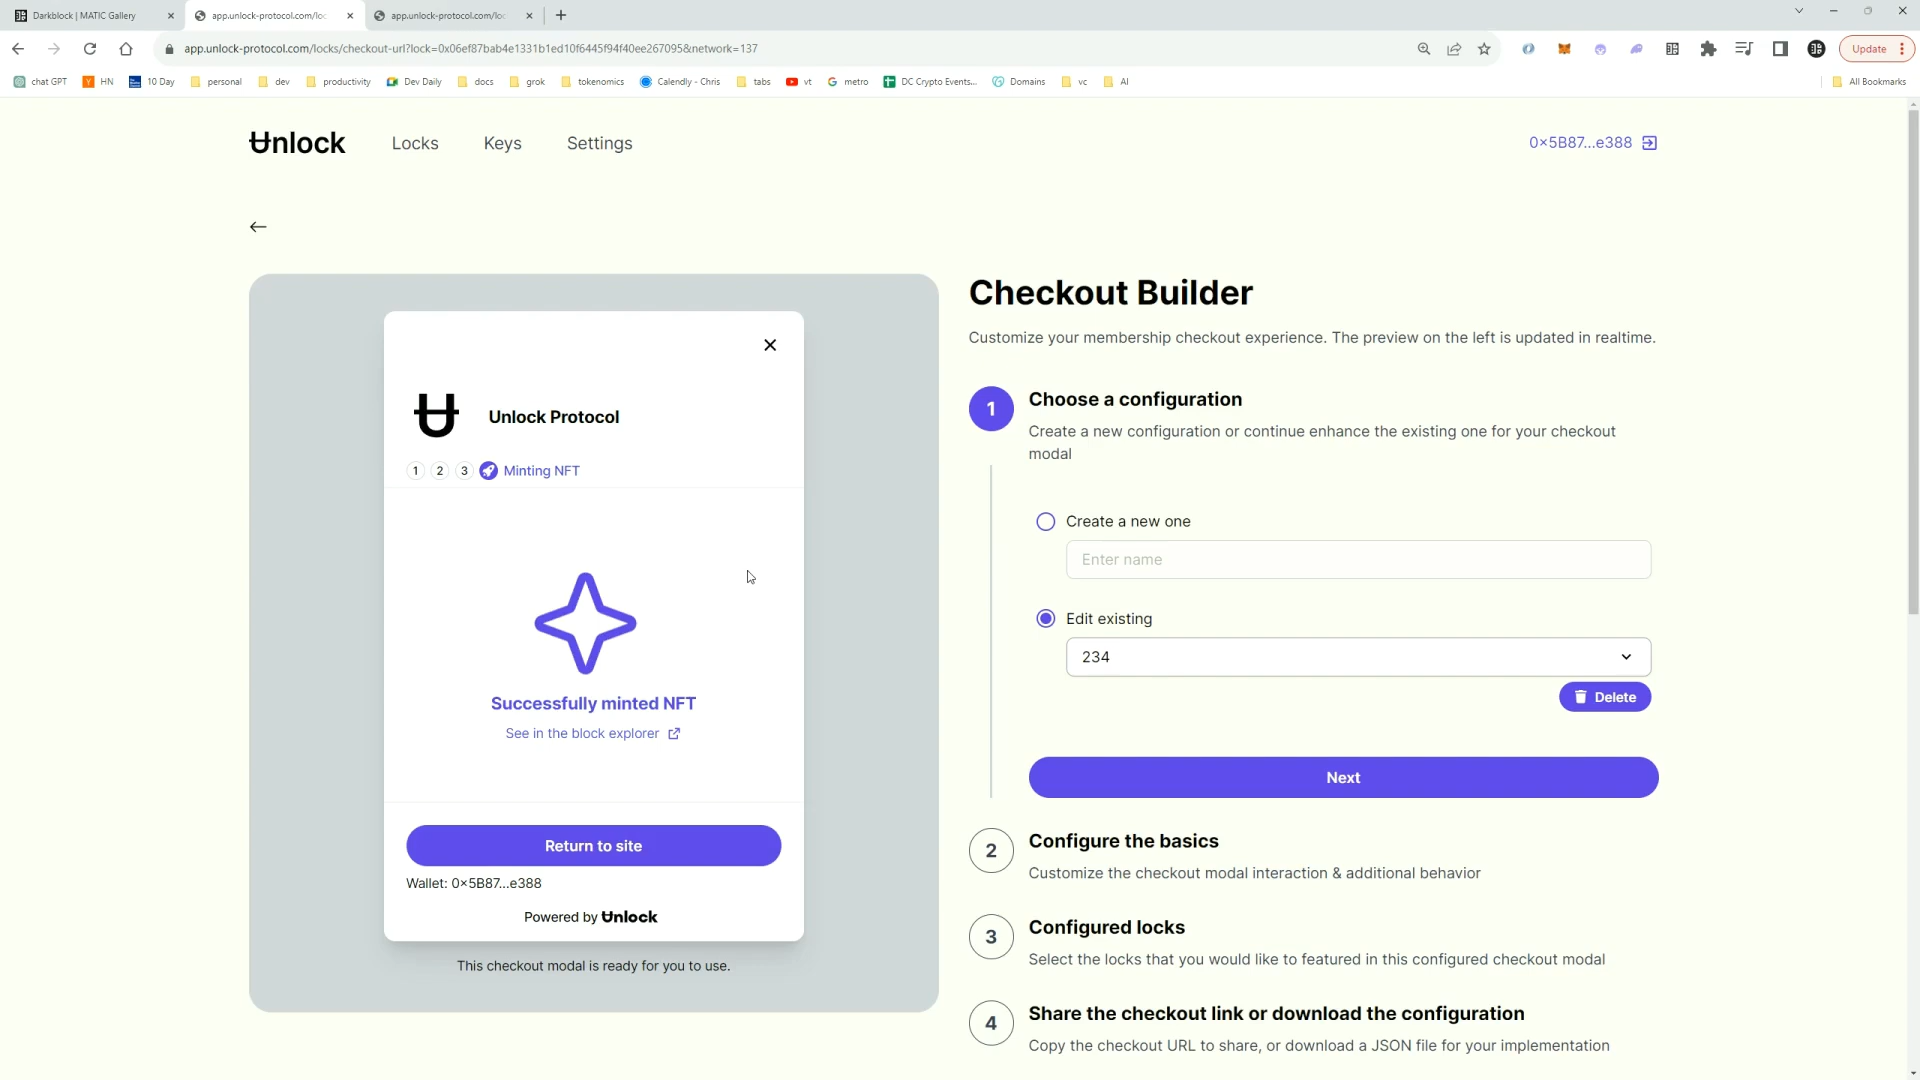 Darkblock | MATIC Gallery
app.unlock-protocol.com/loc
app.unlock-protocol.com/loc
app.unlock-protocol.com/locks/checkout-url?lock=0x06ef87bab4e1331b1ed10f6445f94f40ee267095&network=137
Update
chat GPT
HN
10 Day
personal
dev
productivity
Dev Daily
docs
grok
tokenomics
Calendly - Chris
tabs
vt
metro
DC Crypto Events...
Domains
vc
AI
All Bookmarks
Unlock
Locks
Keys
Settings
0x5B87...e388
Unlock Protocol
1 2 3 Minting NFT
Successfully minted NFT
See in the block explorer
Return to site
Wallet: 0x5B87...e388
Powered by Unlock
This checkout modal is ready for you to use.
Checkout Builder
Customize your membership checkout experience. The preview on the left is updated in realtime.
1
Choose a configuration
Create a new configuration or continue enhance the existing one for your checkout
modal
Create a new one
Enter name
Edit existing
234
Delete
Next
2
Configure the basics
Customize the checkout modal interaction & additional behavior
3
Configured locks
Select the locks that you would like to featured in this configured checkout modal
4
Share the checkout link or download the configuration
Copy the checkout URL to share, or download a JSON file for your implementation